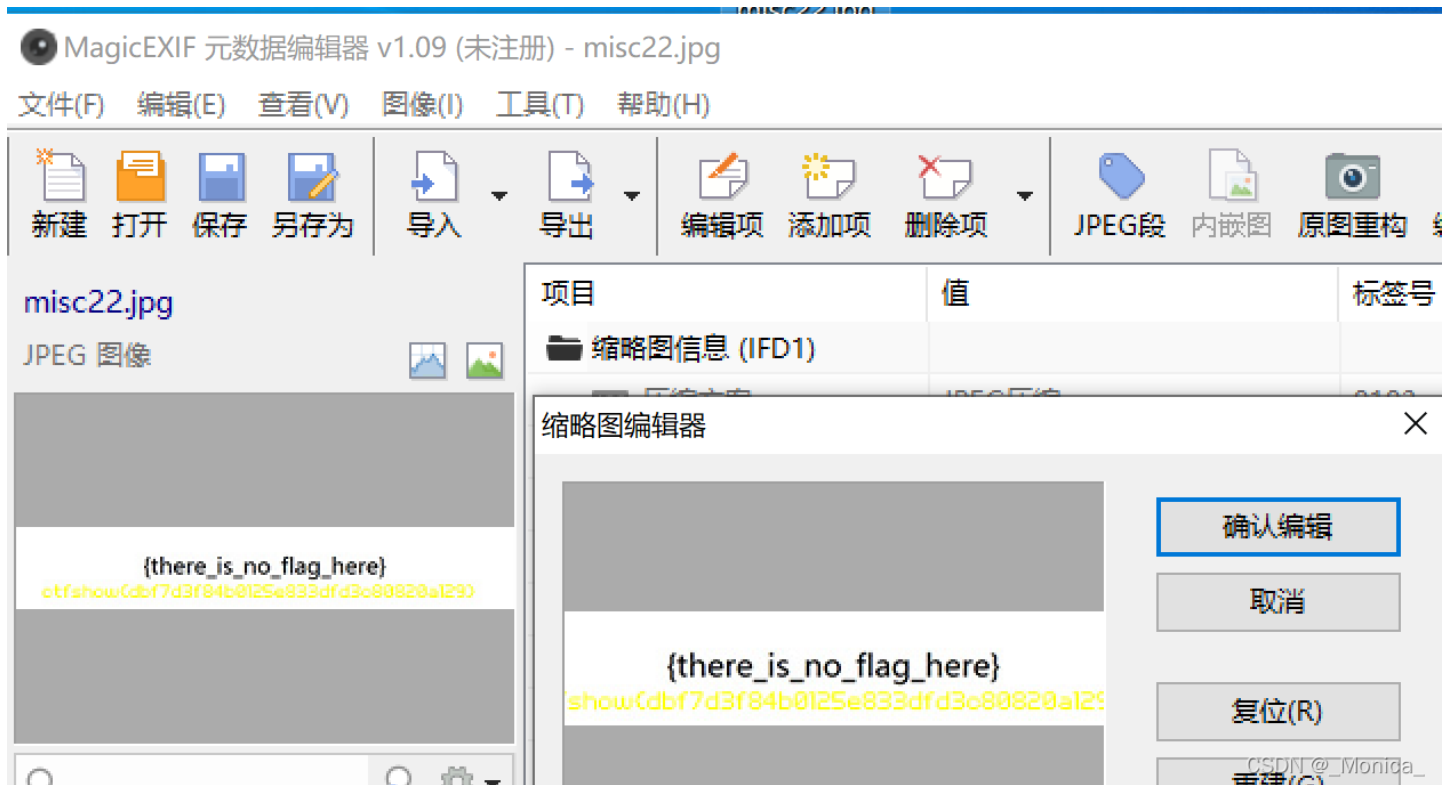 MagicEXIF 元数据编辑器 v1.09 (未注册) - misc22.jpg
文件(F) 编辑(E) 查看(V) 图像(I) 工具(T) 帮助(H)
新建 打开 保存 另存为 导入 导出 编辑项 添加项 删除项 JPEG段 内嵌图 原图重构
misc22.jpg
JPEG 图像
项目 值 标签号
缩略图信息 (IFD1)
{there_is_no_flag_here}
ctfshow{dbf7d3f84b0125e833dfd3c80820a129}
缩略图编辑器
{there_is_no_flag_here}
show{dbf7d3f84b0125e833dfd3c80820a129
确认编辑
取消
复位(R)
重建(G)
CSDN @_Monica_